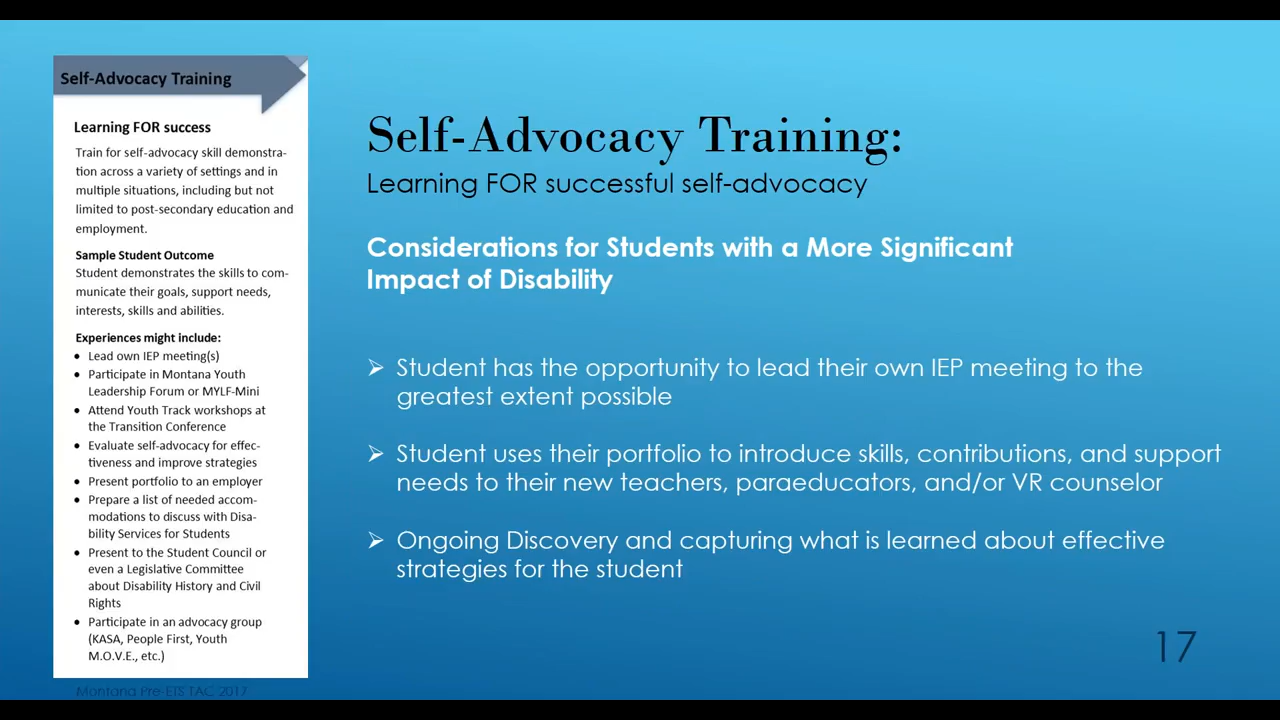 Self-Advocacy Training
Learning FOR success
Train for self-advocacy skill demonstra-
tion across a variety of settings and in
multiple situations, including but not
limited to post-secondary education and
employment.
Sample Student Outcome
Student demonstrates the skills to com-
municate their goals, support needs,
interests, skills and abilities.
Experiences might include:
• Lead own IEP meeting(s)
• Participate in Montana Youth
Leadership Forum or MYLF-Mini
• Attend Youth Track workshops at
the Transition Conference
• Evaluate self-advocacy for effec-
tiveness and improve strategies
• Present portfolio to an employer
• Prepare a list of needed accom-
modations to discuss with Disa-
bility Services for Students
• Present to the Student Council or
even a Legislative Committee
about Disability History and Civil
Rights
• Participate in an advocacy group
(KASA, People First, Youth
M.O.V.E., etc.)
Montana Pre-ETS TAC 2017
Self-Advocacy Training:
Learning FOR successful self-advocacy
Considerations for Students with a More Significant
Impact of Disability
➢ Student has the opportunity to lead their own IEP meeting to the
greatest extent possible
➢ Student uses their portfolio to introduce skills, contributions, and support
needs to their new teachers, paraeducators, and/or VR counselor
➢ Ongoing Discovery and capturing what is learned about effective
strategies for the student
17